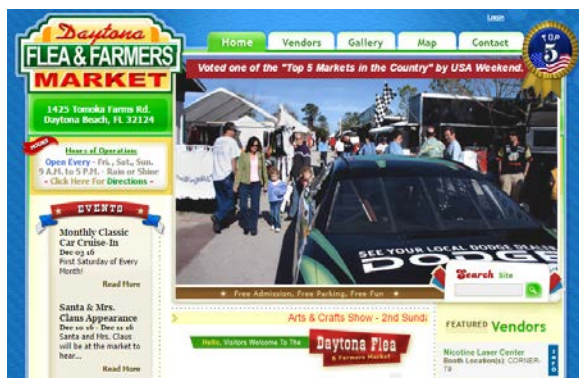 Login
Daytona
FLEA & FARMERS
MARKET
Home
Vendors
Gallery
Map
Contact
TOP
5
Voted one of the "Top 5 Markets in the Country" by USA Weekend.
1425 Tomoka Farms Rd.
Daytona Beach, FL 32124
HOURS
Hours of Operation:
Open Every - Fri., Sat., Sun.
9 A.M. to 5 P.M. - Rain or Shine
- Click Here For Directions -
EVENTS
Monthly Classic
Car Cruise-In
Dec 03 16
First Saturday of Every
Month!
Read More
Santa & Mrs.
Claus Appearance
Dec 10 16 - Dec 11 16
Santa and Mrs. Claus
will be at the market to
hear...
Read More
SEE YOUR LOCAL DODGE DEALER
DODGE
Search Site
Free Admission, Free Parking, Free Fun
Arts & Crafts Show - 2nd Sunda
Hello, Visitors Welcome To The
Daytona Flea
& Farmers Market
FEATURED Vendors
Nicotine Laser Center
Booth Location(s): CORNER-
79
INFO